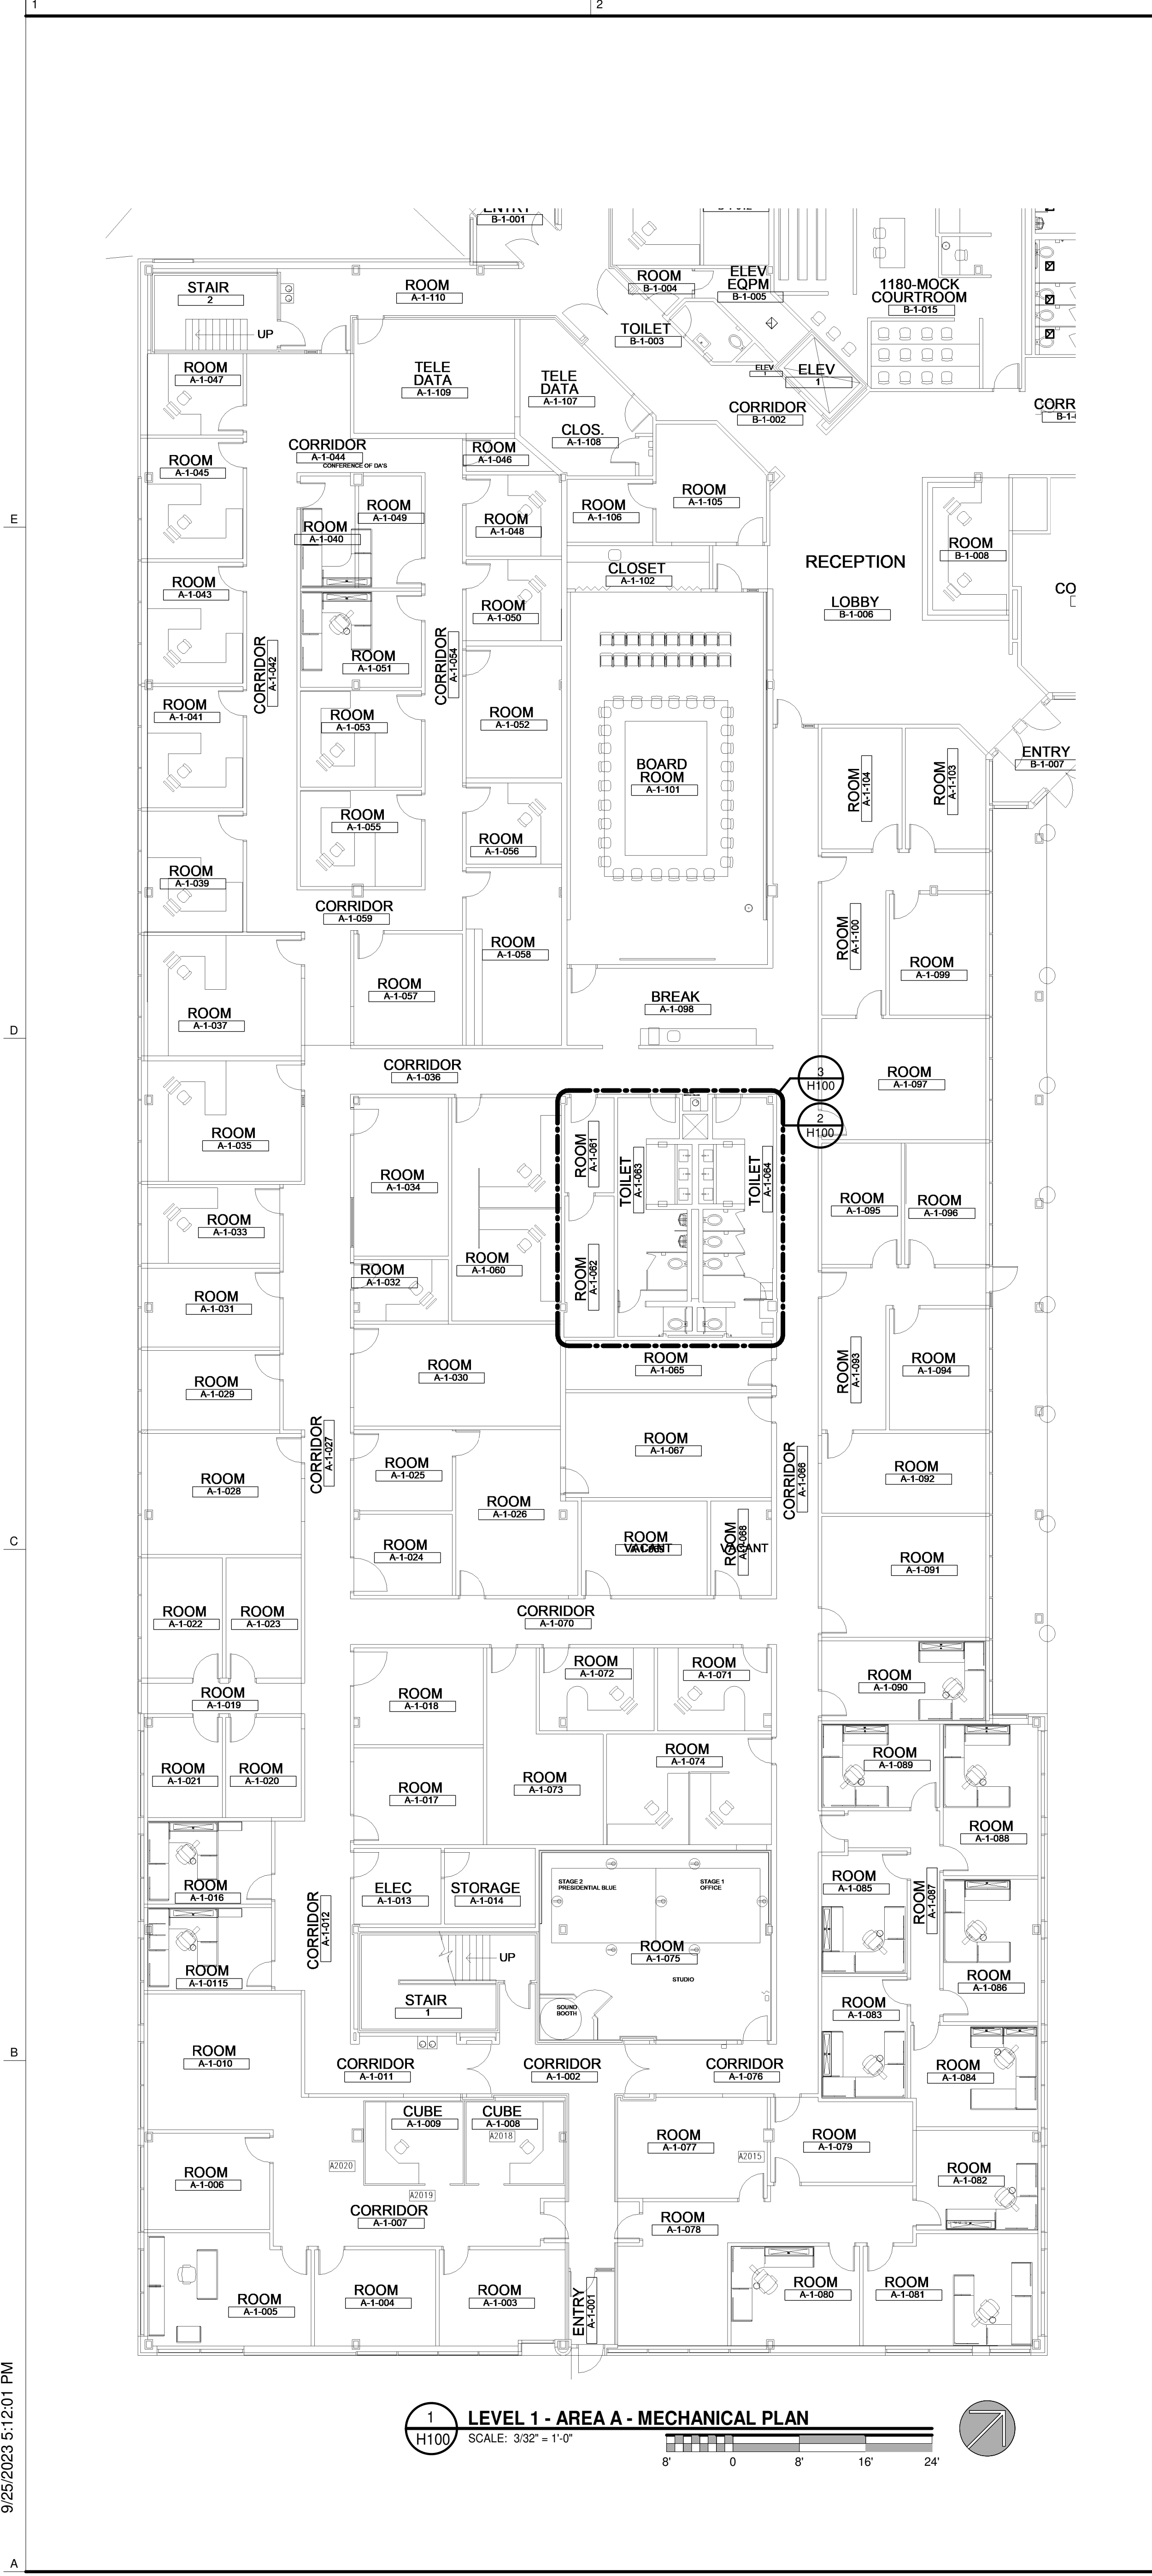 1
2
ENTRY
B-1-001
ROOM
B-1-004
ELEV
EQPM
B-1-005
1180-MOCK
COURTROOM
B-1-015
STAIR
2
UP
ROOM
A-1-110
TOILET
B-1-003
ELEV
1
ELEV
1
CORRIDOR
B-1-002
CORR
ROOM
A-1-047
TELE
DATA
A-1-109
TELE
DATA
A-1-107
CLOS.
A-1-108
CORRIDOR
A-1-044
CONFERENCE OF DA'S
ROOM
A-1-046
ROOM
A-1-045
ROOM
A-1-049
ROOM
A-1-040
ROOM
A-1-048
ROOM
A-1-106
ROOM
A-1-105
E
ROOM
B-1-008
RECEPTION
CLOSET
A-1-102
ROOM
A-1-043
ROOM
A-1-050
LOBBY
B-1-006
CO
CORRIDOR
A-1-042
ROOM
A-1-051
CORRIDOR
A-1-054
ROOM
A-1-041
ROOM
A-1-053
ROOM
A-1-052
BOARD
ROOM
A-1-101
ROOM
A-1-104
ROOM
A-1-103
ENTRY
B-1-007
ROOM
A-1-055
ROOM
A-1-056
ROOM
A-1-039
CORRIDOR
A-1-059
ROOM
A-1-058
ROOM
A-1-100
ROOM
A-1-099
ROOM
A-1-057
ROOM
A-1-037
BREAK
A-1-098
D
CORRIDOR
A-1-036
3
H100
2
H100
ROOM
A-1-097
ROOM
A-1-035
ROOM
A-1-034
ROOM
A-1-061
TOILET
A-1-063
TOILET
A-1-064
ROOM
A-1-095
ROOM
A-1-096
ROOM
A-1-033
ROOM
A-1-032
ROOM
A-1-060
ROOM
A-1-062
ROOM
A-1-031
ROOM
A-1-030
ROOM
A-1-065
ROOM
A-1-093
ROOM
A-1-094
ROOM
A-1-029
CORRIDOR
A-1-027
ROOM
A-1-028
ROOM
A-1-025
ROOM
A-1-026
ROOM
A-1-067
CORRIDOR
A-1-066
ROOM
A-1-092
C
ROOM
A-1-024
ROOM
VACANT
ROOM
A-1-068
VACANT
ROOM
A-1-091
ROOM
A-1-022
ROOM
A-1-023
CORRIDOR
A-1-070
ROOM
A-1-019
ROOM
A-1-018
ROOM
A-1-072
ROOM
A-1-071
ROOM
A-1-090
ROOM
A-1-021
ROOM
A-1-020
ROOM
A-1-017
ROOM
A-1-073
ROOM
A-1-074
ROOM
A-1-089
ROOM
A-1-088
ROOM
A-1-016
ELEC
A-1-013
STORAGE
A-1-014
STAGE 2
PRESIDENTIAL BLUE
STAGE 1
OFFICE
ROOM
A-1-085
ROOM
A-1-087
CORRIDOR
A-1-012
UP
ROOM
A-1-075
STUDIO
ROOM
A-1-0115
ROOM
A-1-086
STAIR
1
SOUND
BOOTH
ROOM
A-1-083
B
ROOM
A-1-010
CORRIDOR
A-1-011
CORRIDOR
A-1-002
CORRIDOR
A-1-076
ROOM
A-1-084
CUBE
A-1-009
CUBE
A-1-008
A2018
ROOM
A-1-077
A2015
ROOM
A-1-079
A2020
ROOM
A-1-006
A2019
CORRIDOR
A-1-007
ROOM
A-1-078
ROOM
A-1-082
ROOM
A-1-005
ROOM
A-1-004
ROOM
A-1-003
ENTRY
A-1-001
ROOM
A-1-080
ROOM
A-1-081
1
H100
LEVEL 1 - AREA A - MECHANICAL PLAN
SCALE: 3/32" = 1'-0"
8' 0 8' 16' 24'
9/25/2023 5:12:01 PM
A